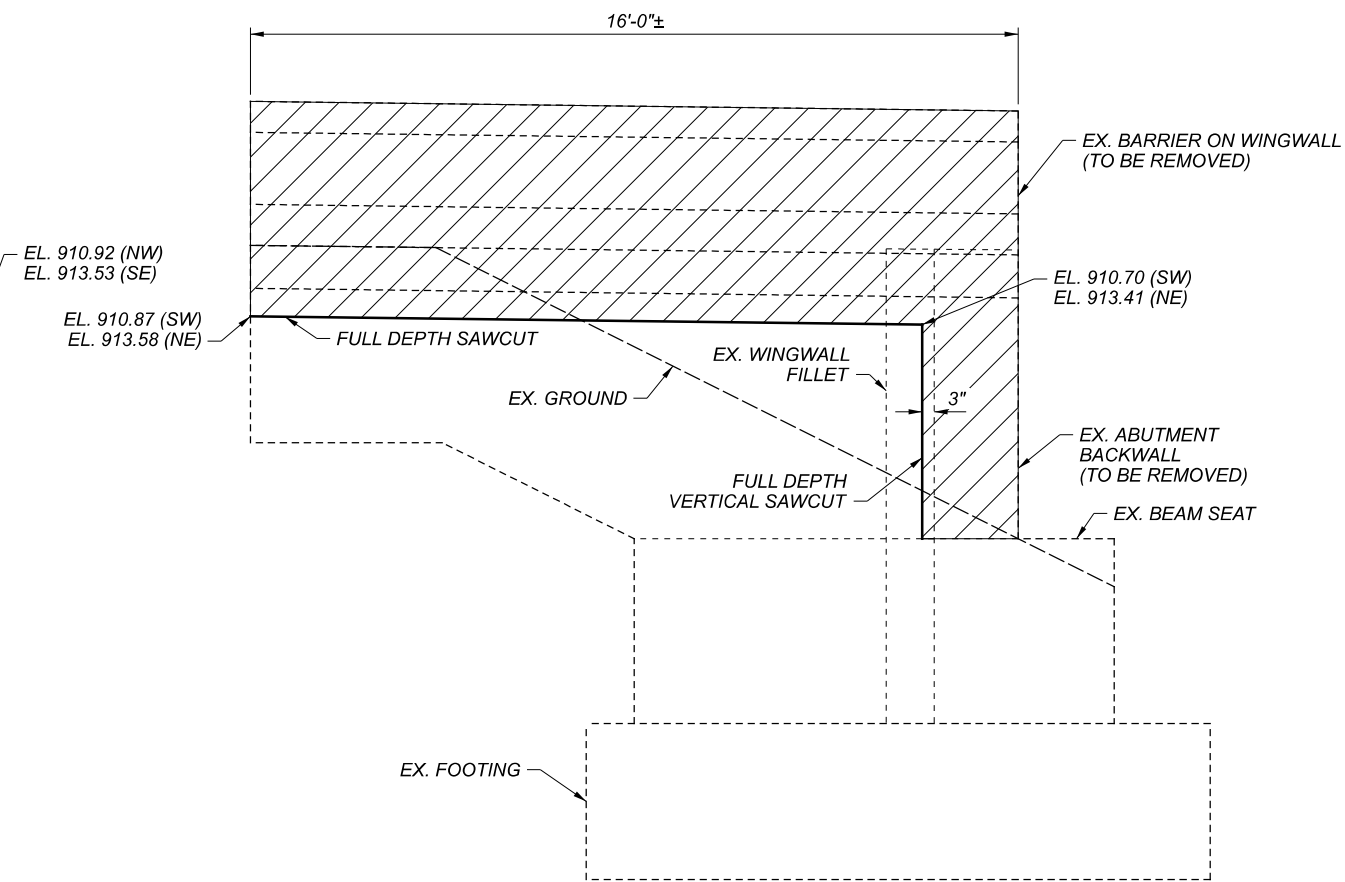 16'-0"±
EX. BARRIER ON WINGWALL
(TO BE REMOVED)
EL. 910.92 (NW)
EL. 913.53 (SE)
EL. 910.70 (SW)
EL. 913.41 (NE)
EL. 910.87 (SW)
EL. 913.58 (NE)
FULL DEPTH SAWCUT
EX. WINGWALL
FILLET
EX. GROUND
3"
EX. ABUTMENT
BACKWALL
(TO BE REMOVED)
FULL DEPTH
VERTICAL SAWCUT
EX. BEAM SEAT
EX. FOOTING